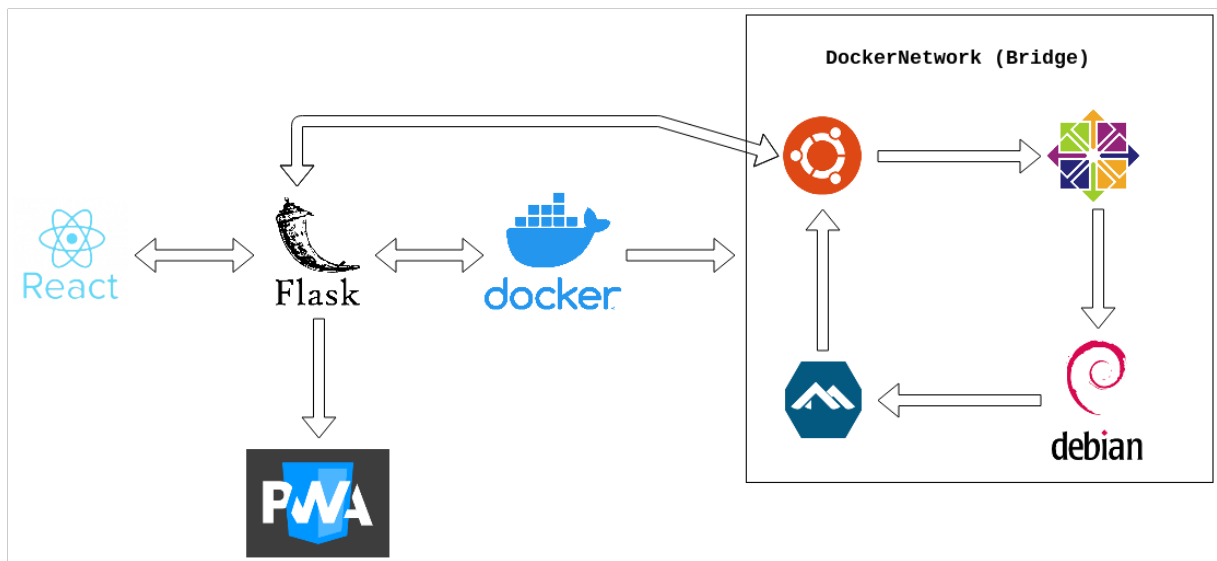 DockerNetwork (Bridge)
React
Flask
docker
debian
PWA